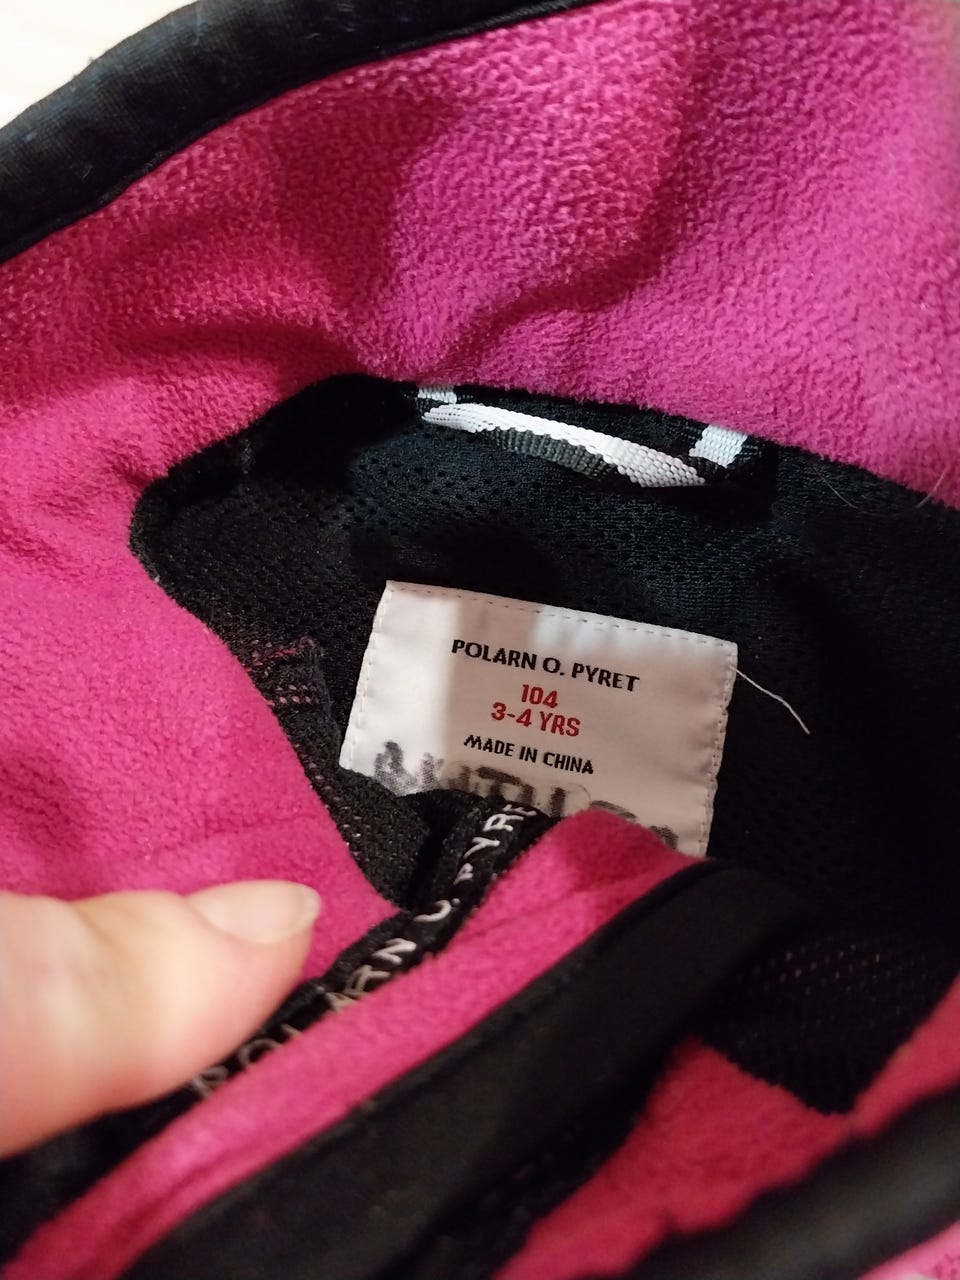 POLARN O. PYRET
104
3-4 YRS
MADE IN CHINA
POLARN O. PYRE